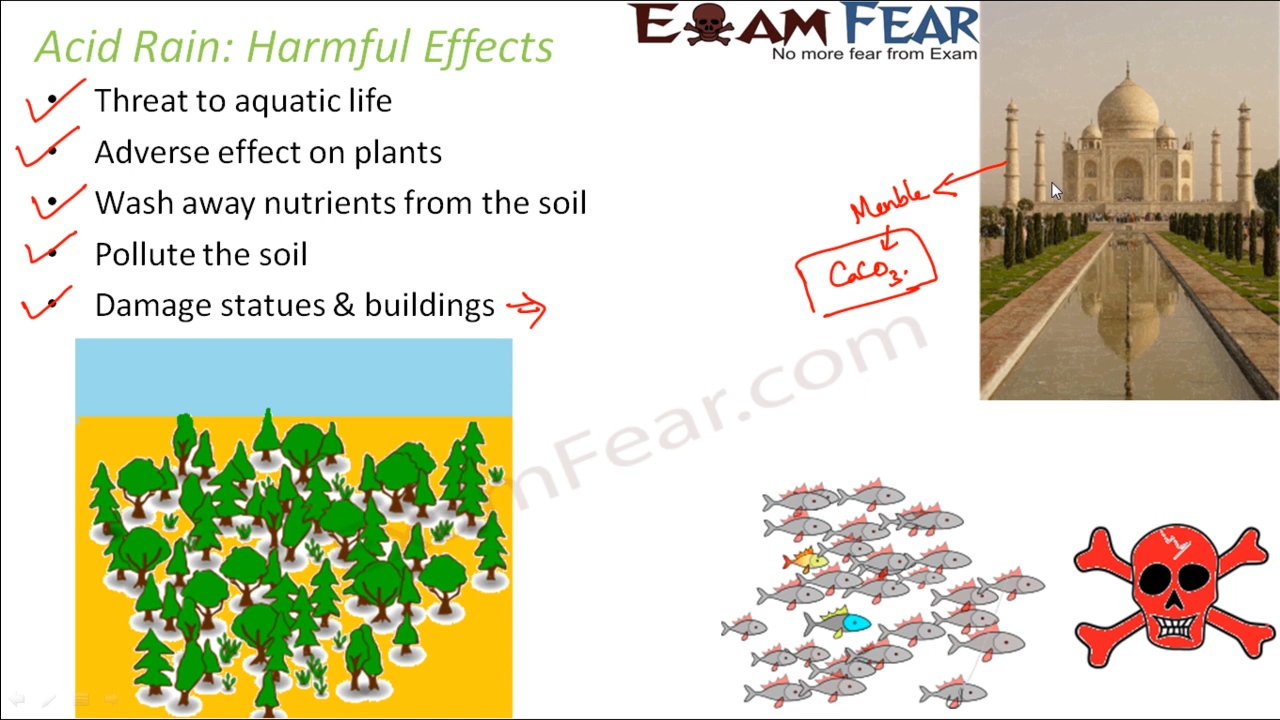 Acid Rain: Harmful Effects
• Threat to aquatic life
• Adverse effect on plants
• Wash away nutrients from the soil
• Pollute the soil
• Damage statues & buildings
EXAM FEAR
No more fear from Exam
Marble
CaCO3.
mFear.com